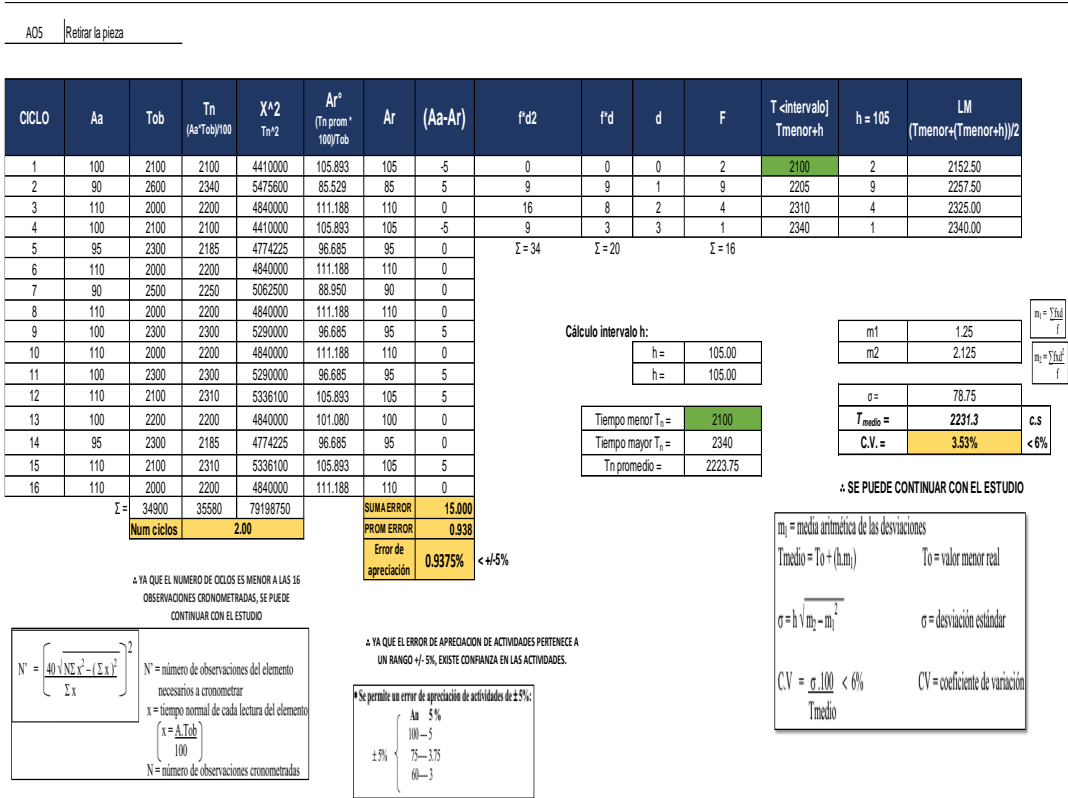 AO5 Retirar la pieza
CICLO Aa Tob Tn (Aa*Tob)/100 X^2 Tn^2 Ar° (Tn prom * 100)/Tob Ar (Aa-Ar) f*d2 f*d d F T <intervalo] Tmenor+h h = 105 LM (Tmenor+(Tmenor+h))/2
1 100 2100 2100 4410000 105.893 105 -5 0 0 0 2 2100 2 2152.50
2 90 2600 2340 5475600 85.529 85 5 9 9 1 9 2205 9 2257.50
3 110 2000 2200 4840000 111.188 110 0 16 8 2 4 2310 4 2325.00
4 100 2100 2100 4410000 105.893 105 -5 9 3 3 1 2340 1 2340.00
5 95 2300 2185 4774225 96.685 95 0 Σ = 34 Σ = 20 Σ = 16
6 110 2000 2200 4840000 111.188 110 0
7 90 2500 2250 5062500 88.950 90 0
8 110 2000 2200 4840000 111.188 110 0
9 100 2300 2300 5290000 96.685 95 5
10 110 2000 2200 4840000 111.188 110 0
11 100 2300 2300 5290000 96.685 95 5
12 110 2100 2310 5336100 105.893 105 5
13 100 2200 2200 4840000 101.080 100 0
14 95 2300 2185 4774225 96.685 95 0
15 110 2100 2310 5336100 105.893 105 5
16 110 2000 2200 4840000 111.188 110 0
Σ = 34900 35580 79198750 SUMA ERROR 15.000
Num ciclos 2.00 PROM ERROR 0.938
Error de apreciación 0.9375% < +/-5%
Cálculo intervalo h:
h = 105.00
h = 105.00
Tiempo menor Tn = 2100
Tiempo mayor Tn = 2340
Tn promedio = 2223.75
m1 1.25
m2 2.125
m₁ = ∑fxd
f
m₂ = ∑fxd²
f
σ = 78.75
T medio = 2231.3 c.s
C.V. = 3.53% < 6%
∴ SE PUEDE CONTINUAR CON EL ESTUDIO
m₁ = media aritmética de las desviaciones
Tmedio = To + (h.m₁) To = valor menor real
σ = h √m₂ – m₁² σ = desviación estándar
C.V = σ .100 < 6% CV = coeficiente de variación
Tmedio
∴ YA QUE EL NUMERO DE CICLOS ES MENOR A LAS 16
OBSERVACIONES CRONOMETRADAS, SE PUEDE
CONTINUAR CON EL ESTUDIO
N' = (40 √NΣ x² – ( Σ x )²)²
Σ x
N' = número de observaciones del elemento
necesarios a cronometrar
x = tiempo normal de cada lectura del elemento
(x = A.Tob)
100
N = número de observaciones cronometradas
∴ YA QUE EL ERROR DE APRECIACION DE ACTIVIDADES PERTENECE A
UN RANGO +/- 5%, EXISTE CONFIANZA EN LAS ACTIVIDADES.
• Se permite un error de apreciación de actividades de ± 5%:
An 5 %
100 --- 5
± 5% { 75---- 3.75
60---- 3